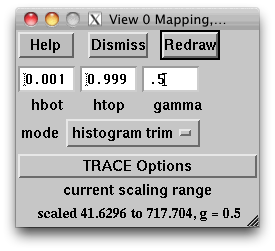 View 0 Mapping,...
Help Dismiss Redraw
0.001 0.999 .5
hbot htop gamma
mode histogram trim
TRACE Options
current scaling range
scaled 41.6296 to 717.704, g = 0.5